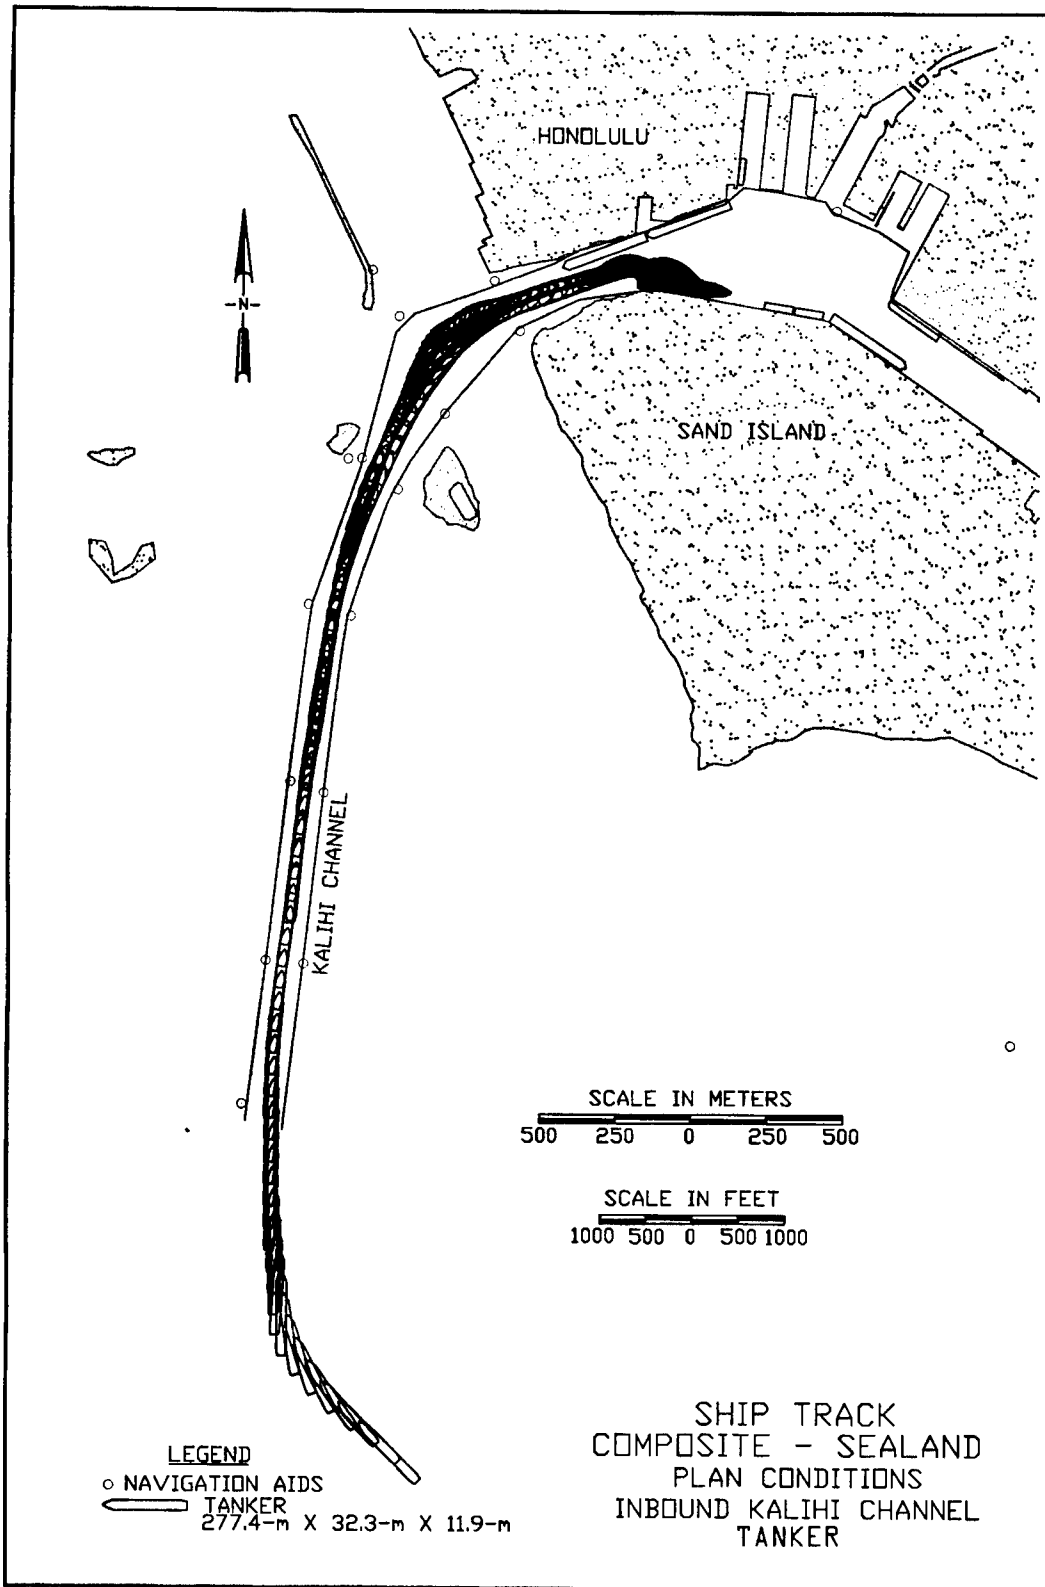 HONOLULU
-N-
SAND ISLAND
KALIHI CHANNEL
SCALE IN METERS
500 250 0 250 500
SCALE IN FEET
1000 500 0 500 1000
SHIP TRACK
COMPOSITE - SEALAND
PLAN CONDITIONS
INBOUND KALIHI CHANNEL
TANKER
LEGEND
NAVIGATION AIDS
TANKER
277.4-m X 32.3-m X 11.9-m